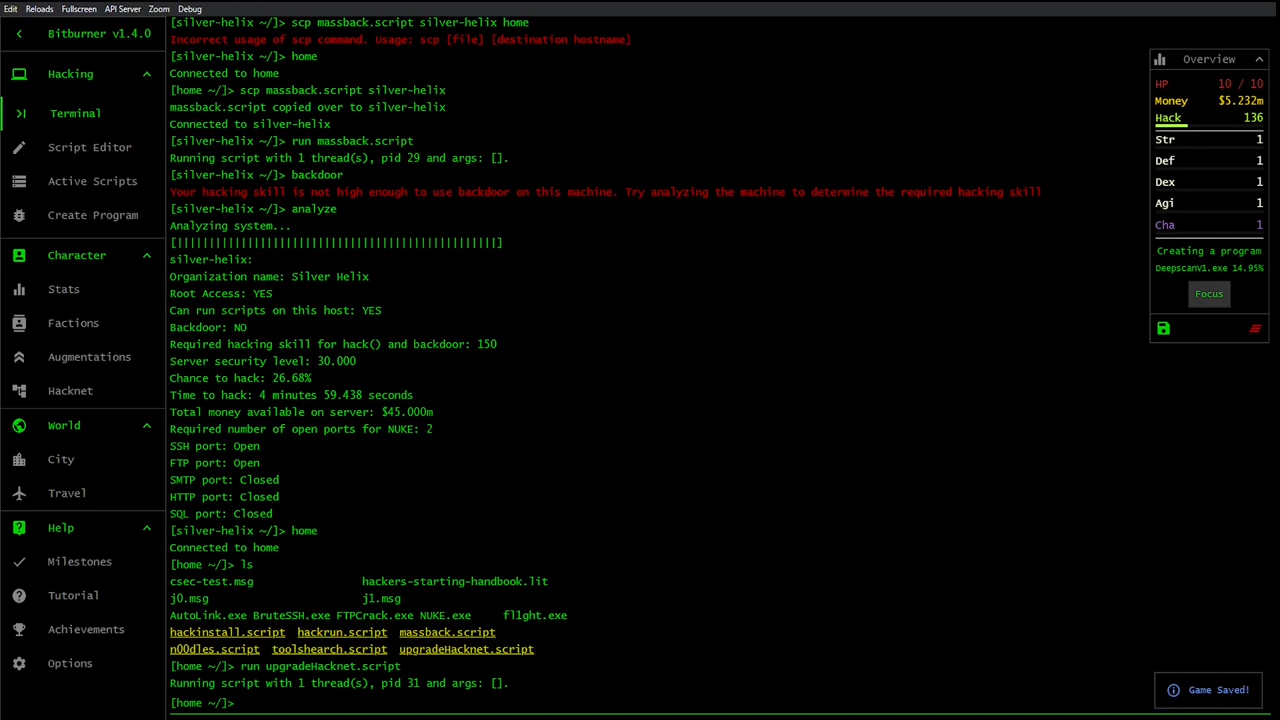 Edit Reloads Fullscreen API Server Zoom Debug
Bitburner v1.4.0
Hacking
Terminal
Script Editor
Active Scripts
Create Program
Character
Stats
Factions
Augmentations
Hacknet
World
City
Travel
Help
Milestones
Tutorial
Achievements
Options
[silver-helix ~/]> scp massback.script silver-helix home
Incorrect usage of scp command. Usage: scp [file] [destination hostname]
[silver-helix ~/]> home
Connected to home
[home ~/]> scp massback.script silver-helix
massback.script copied over to silver-helix
Connected to silver-helix
[silver-helix ~/]> run massback.script
Running script with 1 thread(s), pid 29 and args: [].
[silver-helix ~/]> backdoor
Your hacking skill is not high enough to use backdoor on this machine. Try analyzing the machine to determine the required hacking skill
[silver-helix ~/]> analyze
Analyzing system...
[||||||||||||||||||||||||||||||||||||||||||||||||||]
silver-helix:
Organization name: Silver Helix
Root Access: YES
Can run scripts on this host: YES
Backdoor: NO
Required hacking skill for hack() and backdoor: 150
Server security level: 30.000
Chance to hack: 26.68%
Time to hack: 4 minutes 59.438 seconds
Total money available on server: $45.000m
Required number of open ports for NUKE: 2
SSH port: Open
FTP port: Open
SMTP port: Closed
HTTP port: Closed
SQL port: Closed
[silver-helix ~/]> home
Connected to home
[home ~/]> ls
csec-test.msg hackers-starting-handbook.lit
j0.msg j1.msg
AutoLink.exe BruteSSH.exe FTPCrack.exe NUKE.exe fl1ght.exe
hackinstall.script hackrun.script massback.script
n00dles.script toolshearch.script upgradeHacknet.script
[home ~/]> run upgradeHacknet.script
Running script with 1 thread(s), pid 31 and args: [].
[home ~/]>
Overview
HP 10 / 10
Money $5.232m
Hack 136
Str 1
Def 1
Dex 1
Agi 1
Cha 1
Creating a program
DeepscanV1.exe 14.95%
Focus
Game Saved!